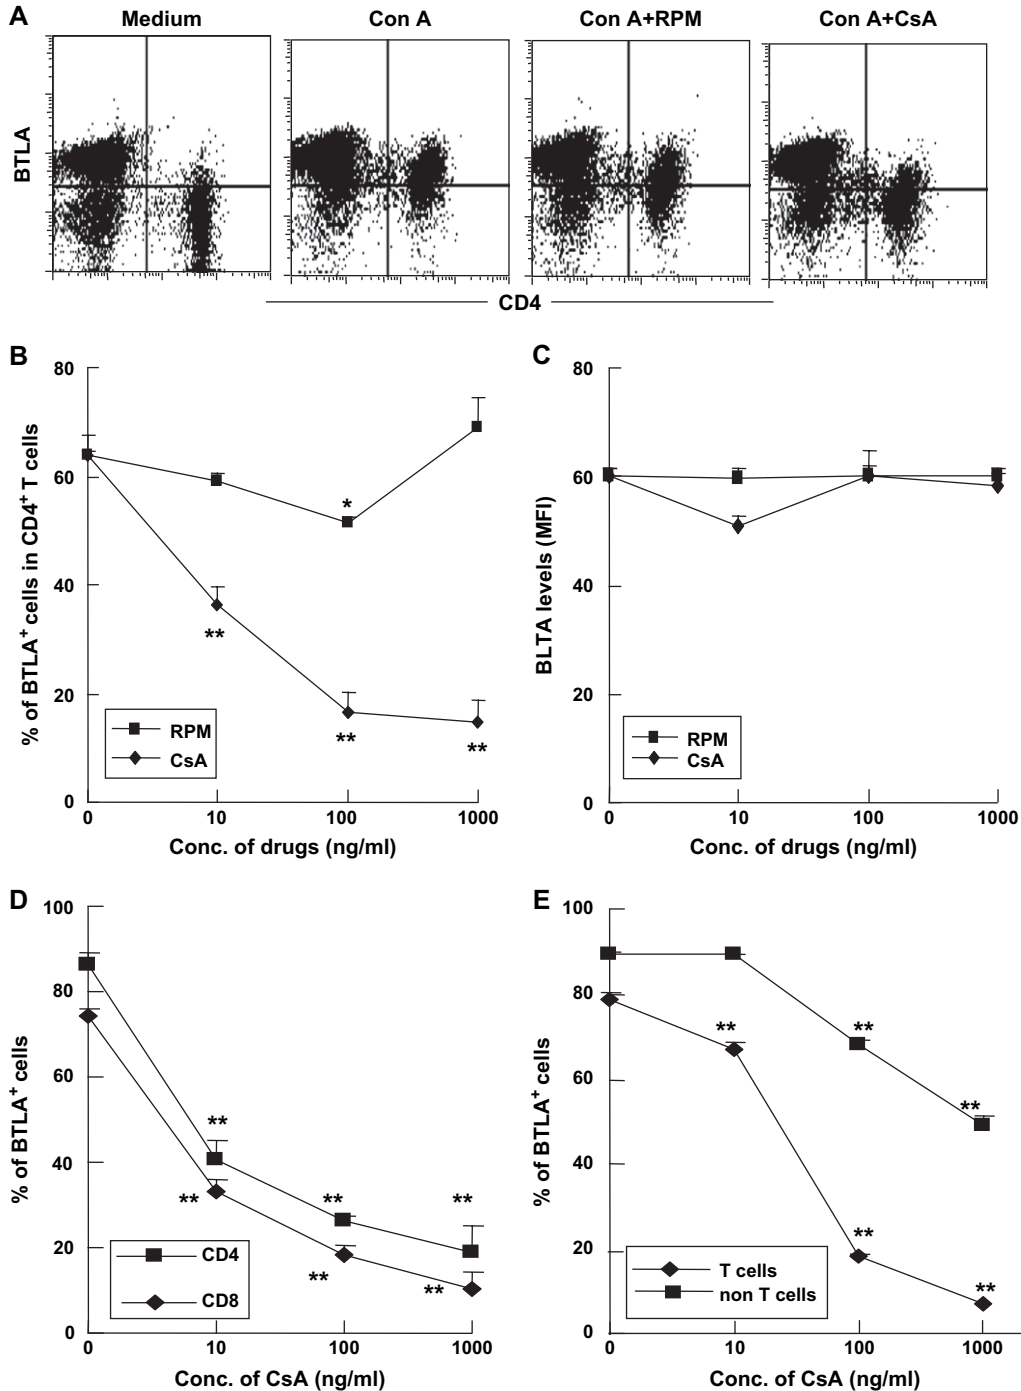 A
Medium
Con A
Con A+RPM
Con A+CsA
BTLA
CD4
B
% of BTLA+ cells in CD4+ T cells
80
60
40
20
0
*
**
**
**
RPM
CsA
0
10
100
1000
Conc. of drugs (ng/ml)
C
BLTA levels (MFI)
80
60
40
20
0
RPM
CsA
0
10
100
1000
Conc. of drugs (ng/ml)
D
% of BTLA+ cells
100
80
60
40
20
0
**
**
**
**
**
**
CD4
CD8
0
10
100
1000
Conc. of CsA (ng/ml)
E
% of BTLA+ cells
100
80
60
40
20
0
**
**
**
**
**
T cells
non T cells
0
10
100
1000
Conc. of CsA (ng/ml)